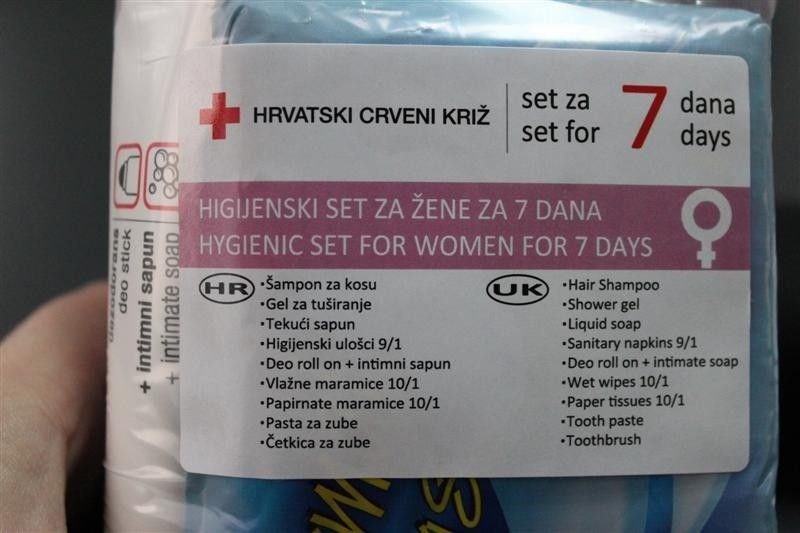 HRVATSKI CRVENI KRIŽ
set za
set for
7
dana
days
HIGIJENSKI SET ZA ŽENE ZA 7 DANA
HYGIENIC SET FOR WOMEN FOR 7 DAYS
HR
•Šampon za kosu
•Gel za tuširanje
•Tekući sapun
•Higijenski ulošci 9/1
•Deo roll on + intimni sapun
•Vlažne maramice 10/1
•Papirnate maramice 10/1
•Pasta za zube
•Četkica za zube
UK
•Hair Shampoo
•Shower gel
•Liquid soap
•Sanitary napkins 9/1
•Deo roll on + intimate soap
•Wet wipes 10/1
•Paper tissues 10/1
•Tooth paste
•Toothbrush
deo stick
+ intimni sapun
+ intimate soap